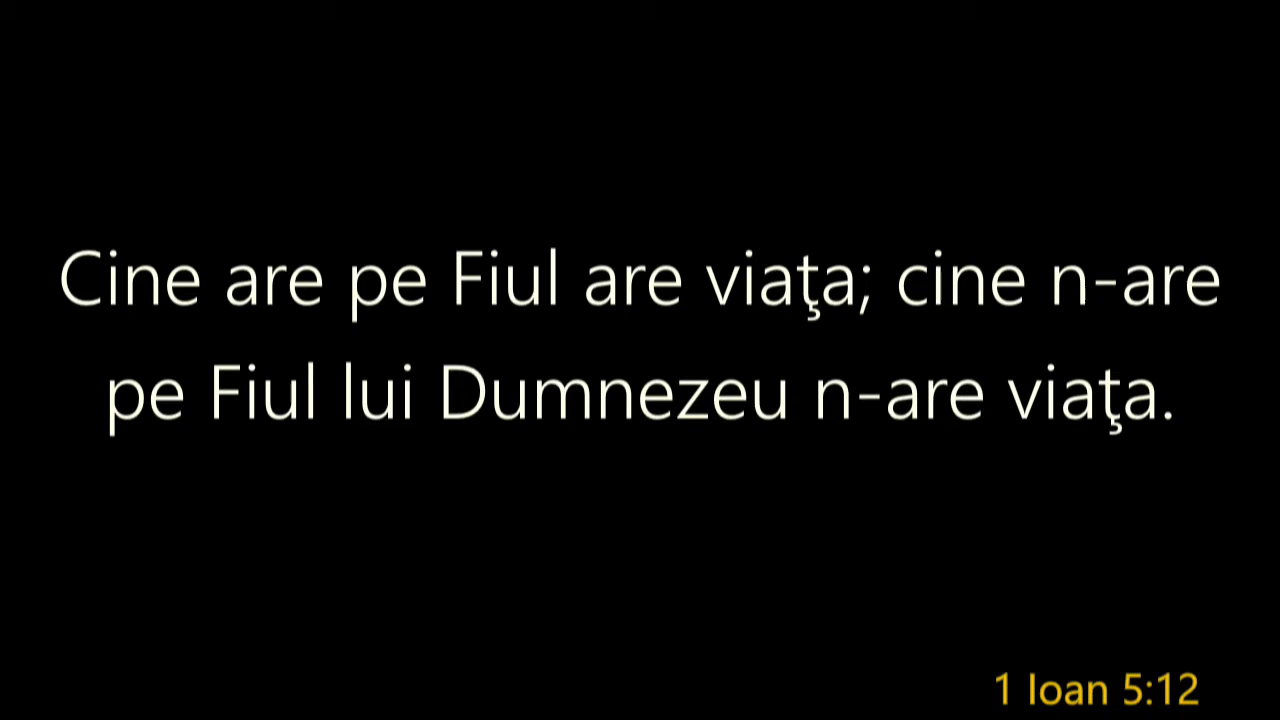 Cine are pe Fiul are viaţa; cine n-are
pe Fiul lui Dumnezeu n-are viaţa.
1 Ioan 5:12